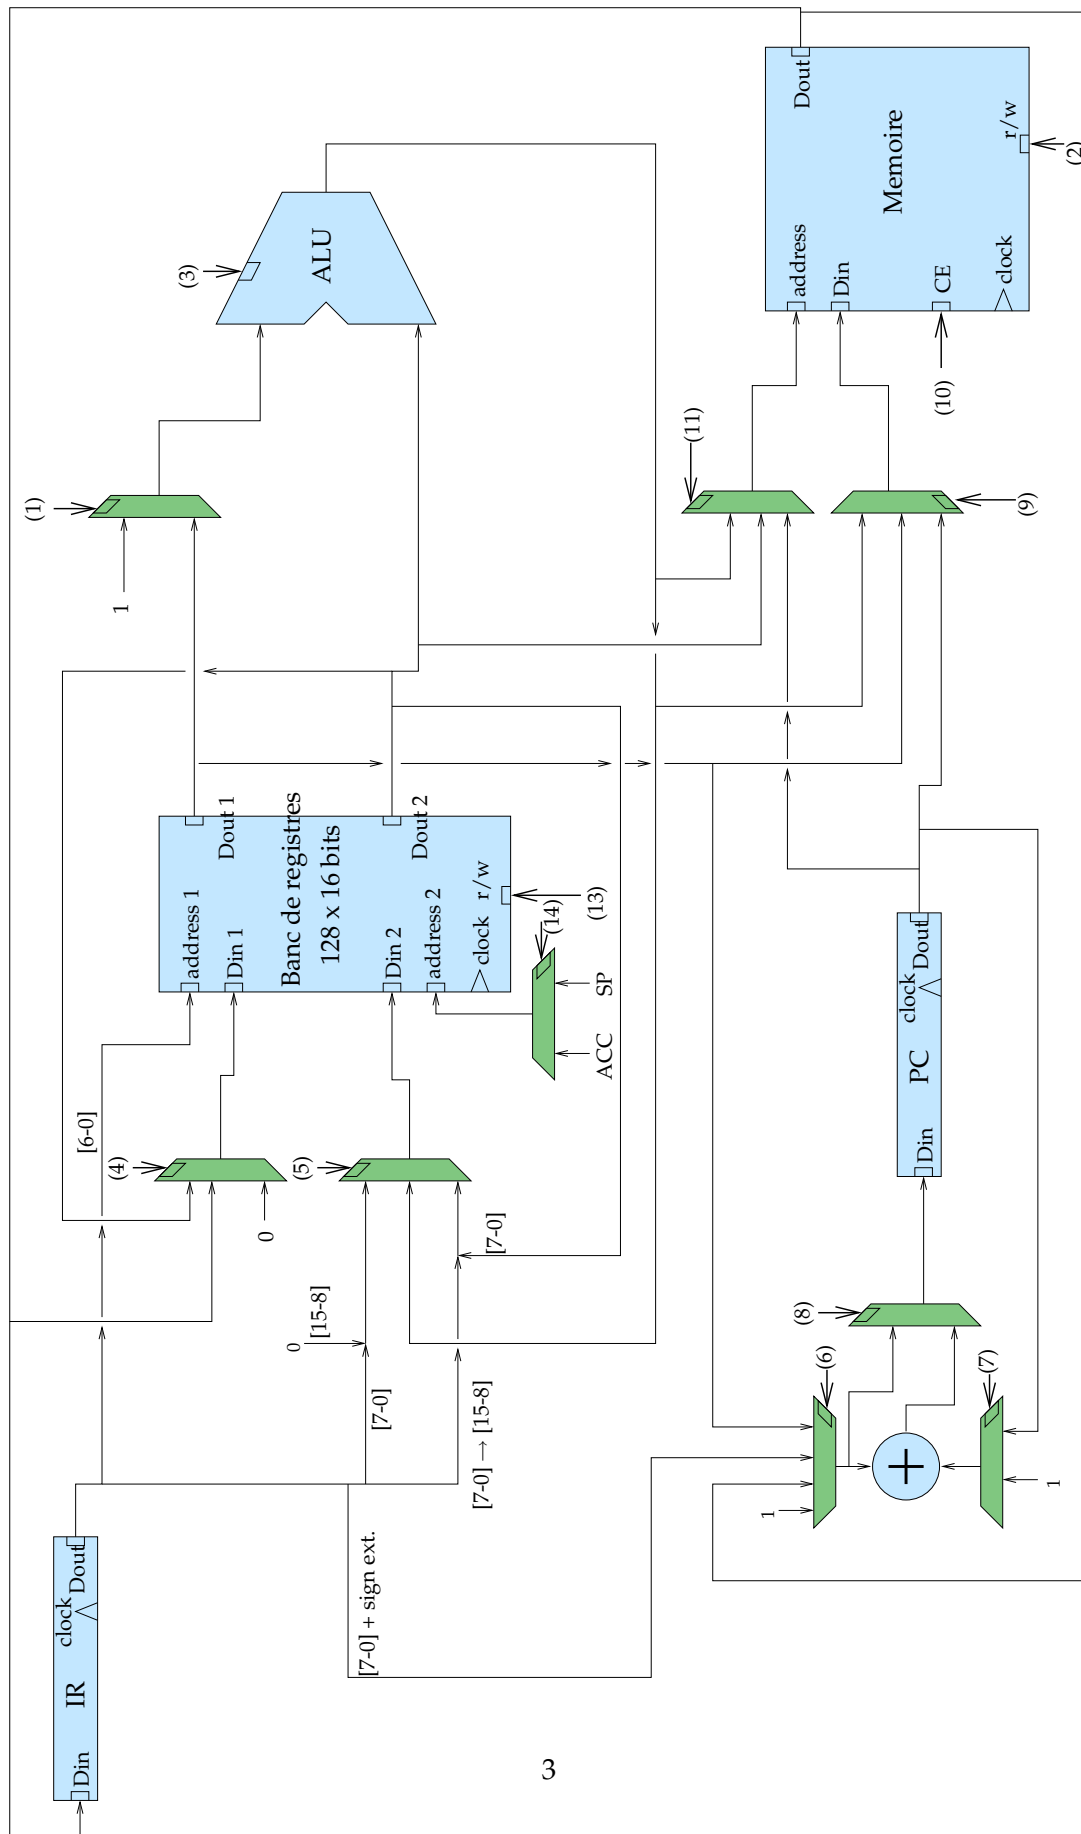 IR
Din
clock
Dout
[7-0] + sign ext.
[7-0] → [15-8]
[7-0]
0
[15-8]
[7-0]
[6-0]
0
(4)
(5)
Banc de registres
128 x 16 bits
address 1
Din 1
Din 2
address 2
clock
r/w
Dout 1
Dout 2
(13)
(14)
ACC
SP
1
(1)
(3)
ALU
1
(6)
(7)
1
(8)
PC
Din
clock
Dout
(11)
(9)
(10)
Memoire
address
Din
CE
clock
r/w
Dout
(2)
3